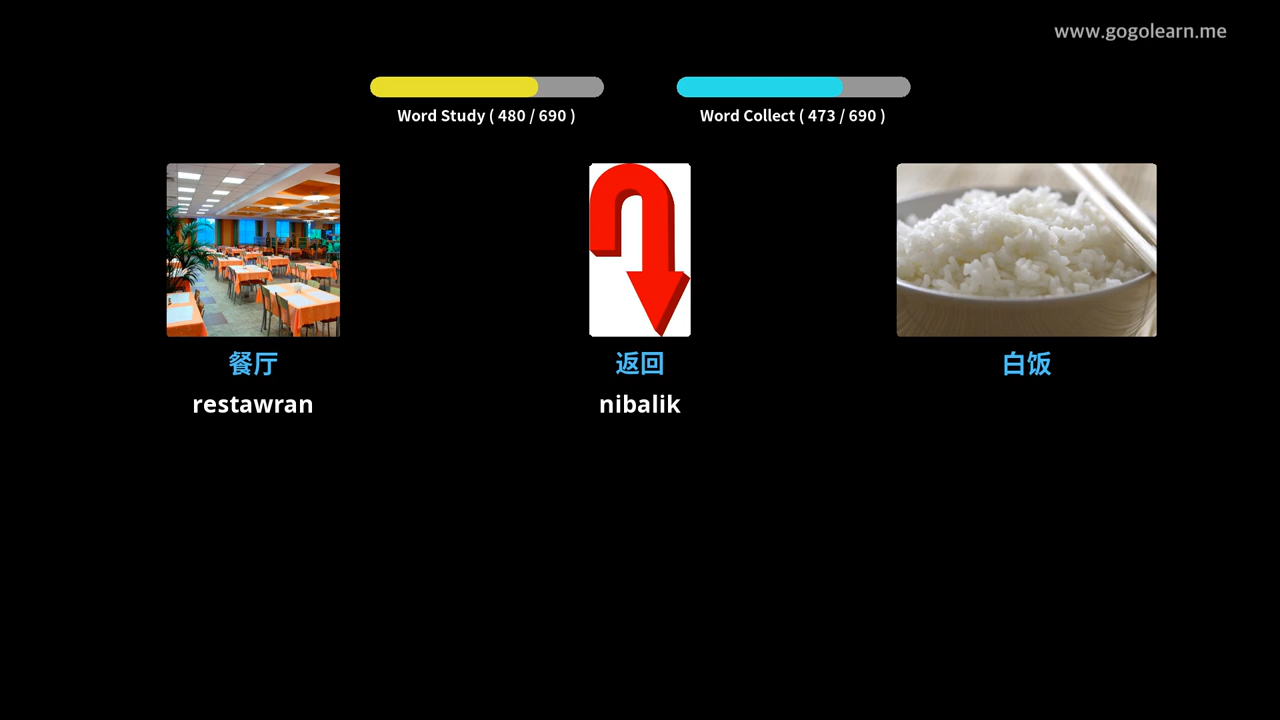 www.gogolearn.me
Word Study ( 480 / 690 )
Word Collect ( 473 / 690 )
餐厅
返回
白饭
restawran
nibalik